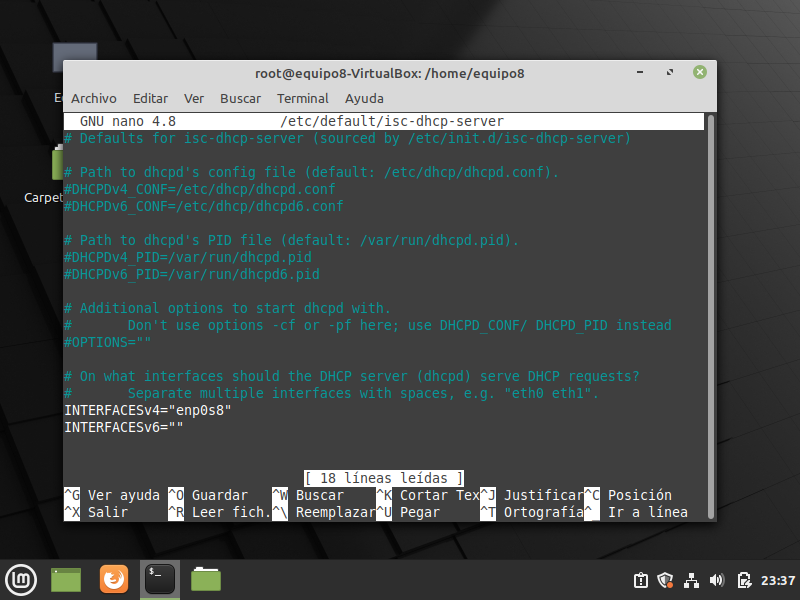 root@equipo8-VirtualBox: /home/equipo8
Archivo Editar Ver Buscar Terminal Ayuda
GNU nano 4.8 /etc/default/isc-dhcp-server
# Defaults for isc-dhcp-server (sourced by /etc/init.d/isc-dhcp-server)
# Path to dhcpd's config file (default: /etc/dhcp/dhcpd.conf).
#DHCPDv4_CONF=/etc/dhcp/dhcpd.conf
#DHCPDv6_CONF=/etc/dhcp/dhcpd6.conf
# Path to dhcpd's PID file (default: /var/run/dhcpd.pid).
#DHCPDv4_PID=/var/run/dhcpd.pid
#DHCPDv6_PID=/var/run/dhcpd6.pid
# Additional options to start dhcpd with.
#       Don't use options -cf or -pf here; use DHCPD_CONF/ DHCPD_PID instead
#OPTIONS=""
# On what interfaces should the DHCP server (dhcpd) serve DHCP requests?
#       Separate multiple interfaces with spaces, e.g. "eth0 eth1".
INTERFACESv4="enp0s8"
INTERFACESv6=""
[ 18 líneas leídas ]
^G Ver ayuda ^O Guardar ^W Buscar ^K Cortar Tex ^J Justificar ^C Posición
^X Salir ^R Leer fich. ^\ Reemplazar ^U Pegar ^T Ortografía ^_ Ir a línea
Carpet
23:37